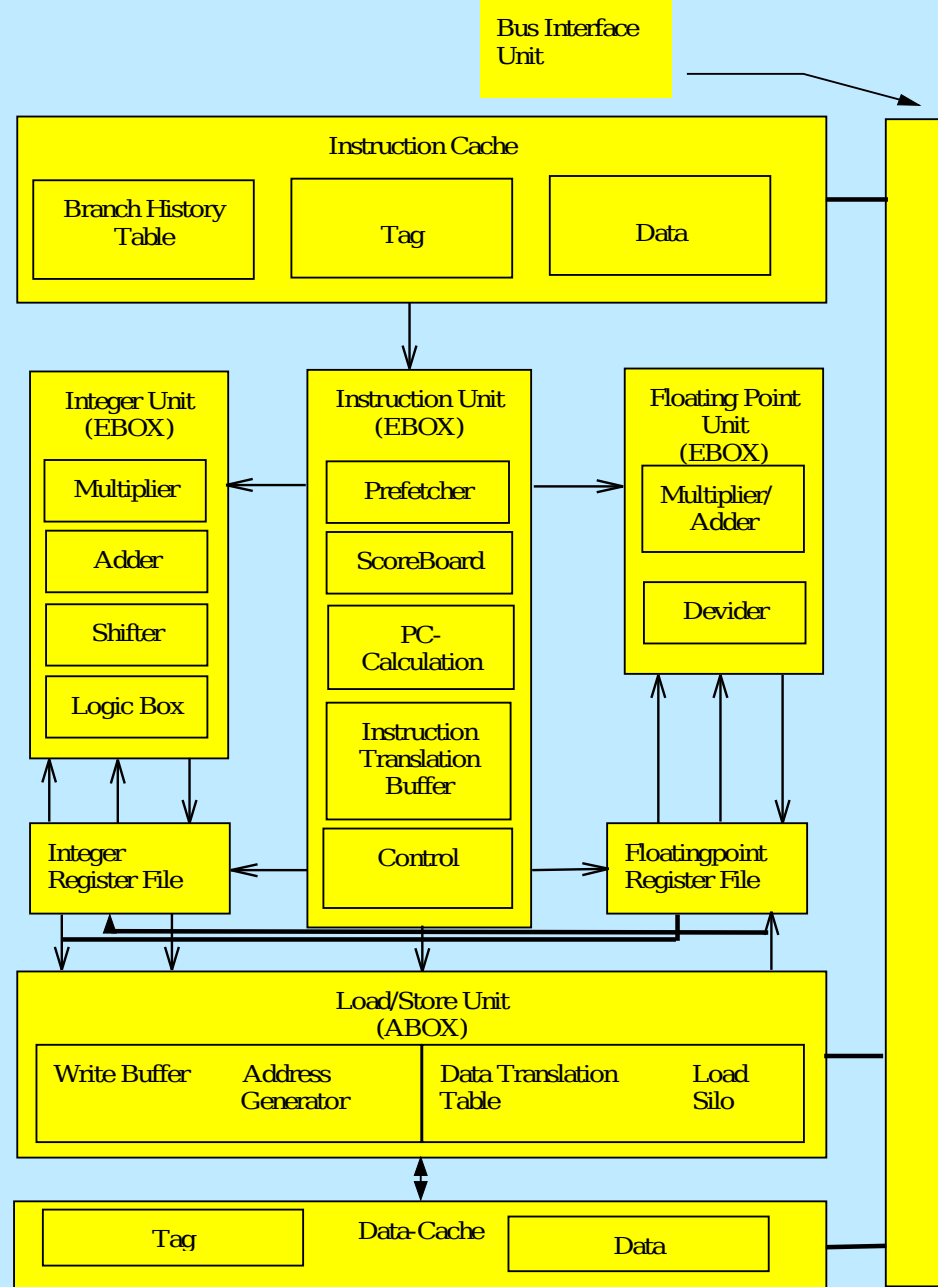 Bus Interface
Unit
Instruction Cache
Branch History
Table
Tag
Data
Integer Unit
(EBOX)
Multiplier
Adder
Shifter
Logic Box
Instruction Unit
(EBOX)
Prefetcher
ScoreBoard
PC-
Calculation
Instruction
Translation
Buffer
Control
Floating Point
Unit
(EBOX)
Multiplier/
Adder
Devider
Integer
Register File
Floatingpoint
Register File
Load/Store Unit
(ABOX)
Write Buffer
Address
Generator
Data Translation
Table
Load
Silo
Tag
Data-Cache
Data